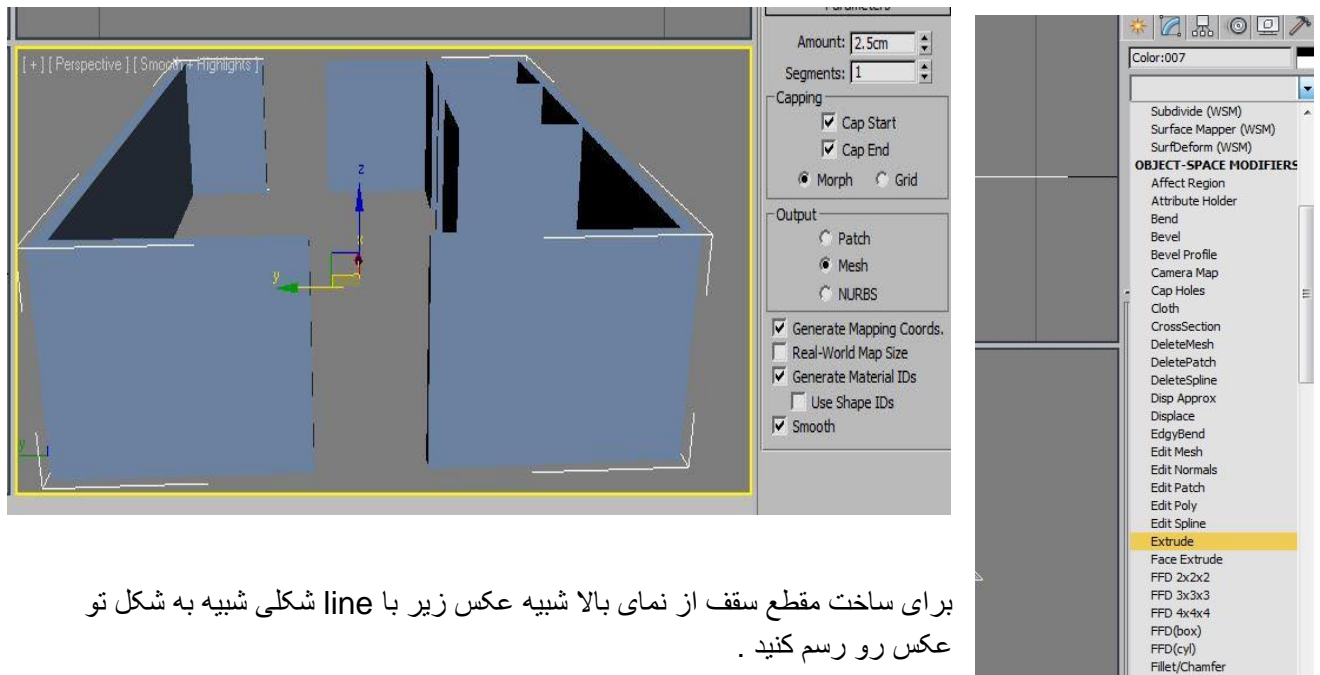 [ + ] [ Perspective ] [ Smooth + Highlights ]
z
x
y
y
Parameters
Amount: 2.5cm
Segments: 1
Capping
Cap Start
Cap End
Morph Grid
Output
Patch
Mesh
NURBS
Generate Mapping Coords.
Real-World Map Size
Generate Material IDs
Use Shape IDs
Smooth
Color:007
Subdivide (WSM)
Surface Mapper (WSM)
SurfDeform (WSM)
OBJECT-SPACE MODIFIERS
Affect Region
Attribute Holder
Bend
Bevel
Bevel Profile
Camera Map
Cap Holes
Cloth
CrossSection
DeleteMesh
DeletePatch
DeleteSpline
Disp Approx
Displace
EdgyBend
Edit Mesh
Edit Normals
Edit Patch
Edit Poly
Edit Spline
Extrude
Face Extrude
FFD 2x2x2
FFD 3x3x3
FFD 4x4x4
FFD(box)
FFD(cyl)
Fillet/Chamfer
برای ساخت مقطع سقف از نمای بالا شبیه عکس زیر با line شکلی شبیه به شکل تو
عکس رو رسم کنید .